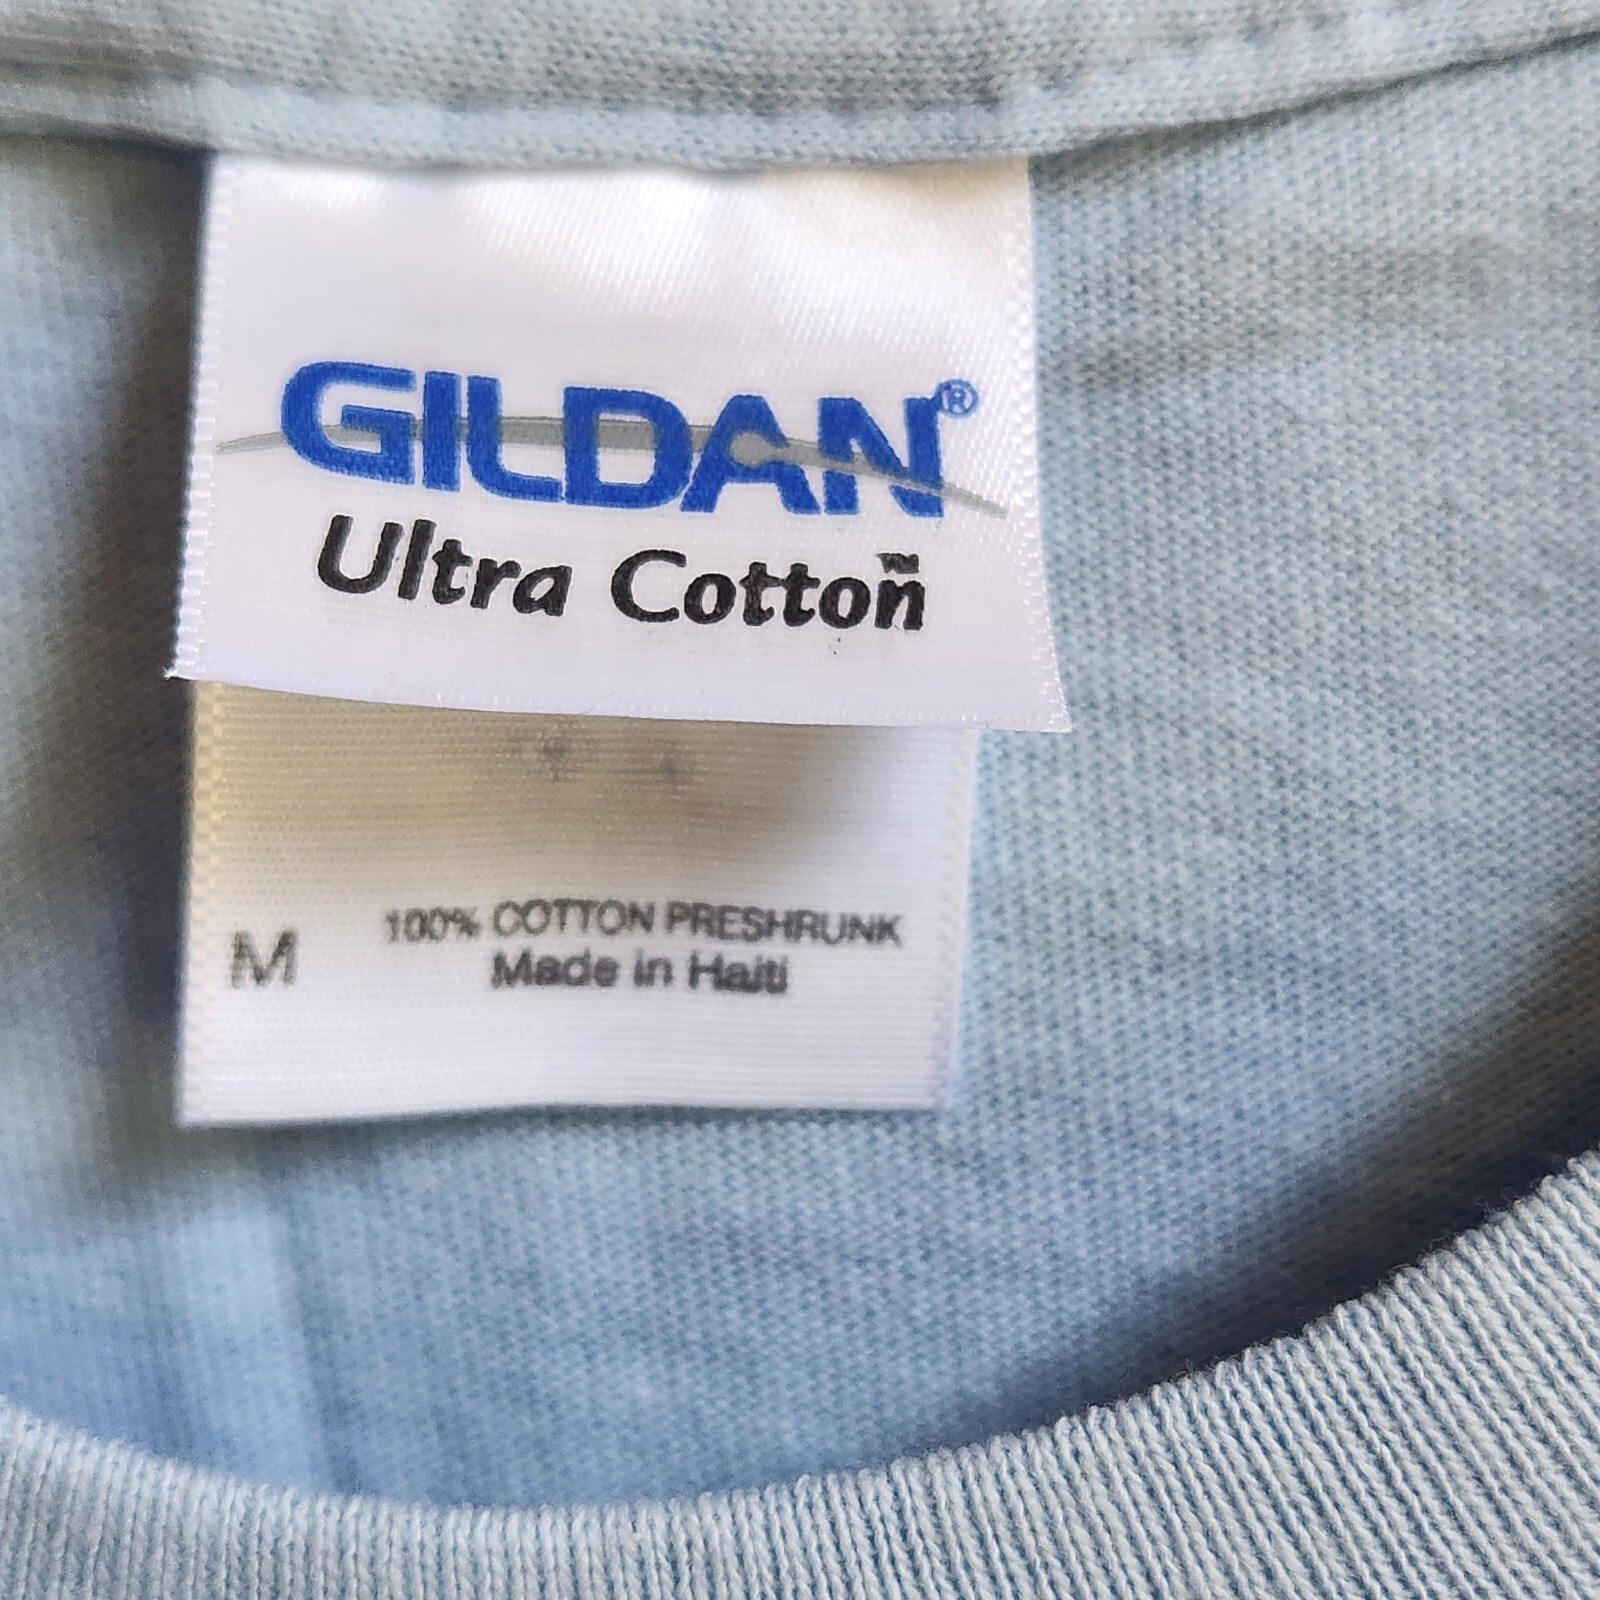 GILDAN®
Ultra Cotton™
M
100% COTTON PRESHRUNK
Made in Haiti